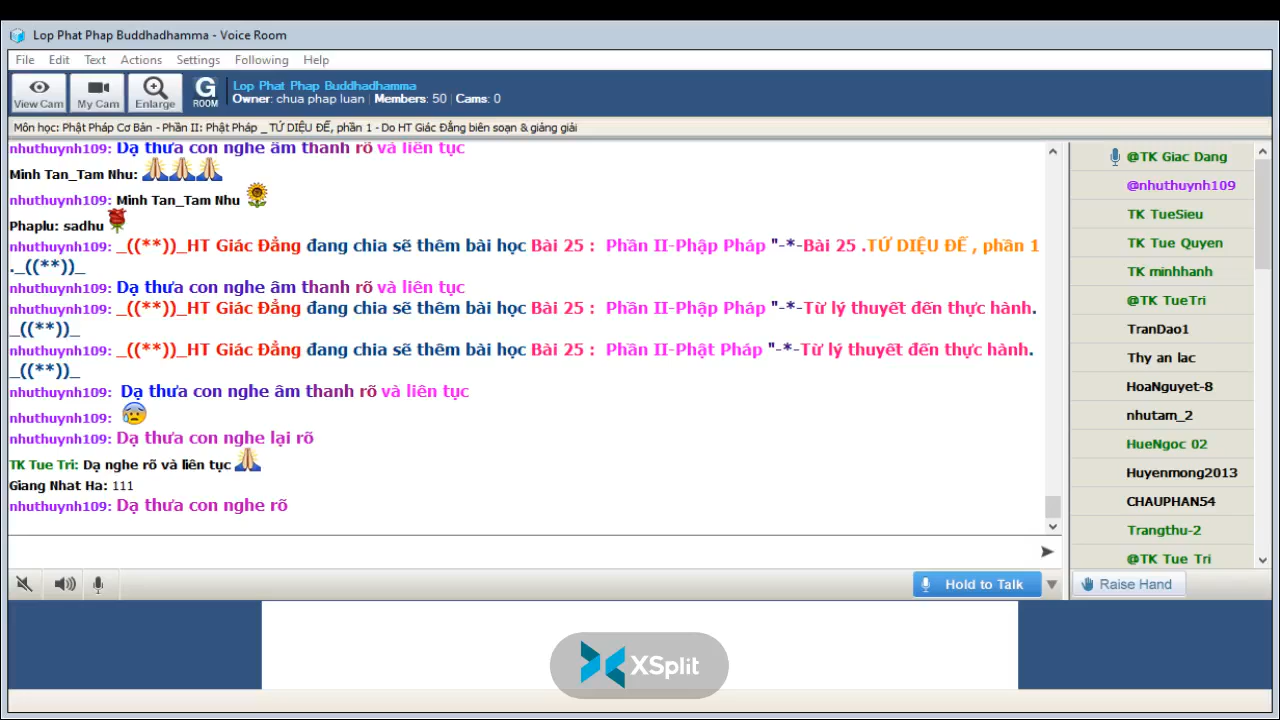 Lop Phat Phap Buddhadhamma - Voice Room
File Edit Text Actions Settings Following Help
View Cam My Cam Enlarge G ROOM
Lop Phat Phap Buddhadhamma
Owner: chua phap luan | Members: 50 | Cams: 0
Môn học: Phật Pháp Cơ Bản - Phần II: Phật Pháp _ TỨ DIỆU ĐẾ, phần 1 - Do HT Giác Đẳng biên soạn & giảng giải
nhuthuynh109: Dạ thưa con nghe âm thanh rõ và liên tục
Minh Tan_Tam Nhu: 🙏🙏🙏
nhuthuynh109: Minh Tan_Tam Nhu 🌻
Phaplu: sadhu 🌹
nhuthuynh109: _((**))_HT Giác Đẳng đang chia sẽ thêm bài học Bài 25 : Phần II-Phập Pháp "-*-Bài 25 .TỨ DIỆU ĐẾ , phần 1
._((**))_
nhuthuynh109: Dạ thưa con nghe âm thanh rõ và liên tục
nhuthuynh109: _((**))_HT Giác Đẳng đang chia sẽ thêm bài học Bài 25 : Phần II-Phập Pháp "-*-Từ lý thuyết đến thực hành.
_((**))_
nhuthuynh109: _((**))_HT Giác Đẳng đang chia sẽ thêm bài học Bài 25 : Phần II-Phật Pháp "-*-Từ lý thuyết đến thực hành.
_((**))_
nhuthuynh109: Dạ thưa con nghe âm thanh rõ và liên tục
nhuthuynh109: 😰
nhuthuynh109: Dạ thưa con nghe lại rõ
TK Tue Tri: Dạ nghe rõ và liên tục 🙏
Giang Nhat Ha: 111
nhuthuynh109: Dạ thưa con nghe rõ
@TK Giac Dang
@nhuthuynh109
TK TueSieu
TK Tue Quyen
TK minhhanh
@TK TueTri
TranDao1
Thy an lac
HoaNguyet-8
nhutam_2
HueNgoc 02
Huyenmong2013
CHAUPHAN54
Trangthu-2
@TK Tue Tri
Hold to Talk
Raise Hand
XSplit